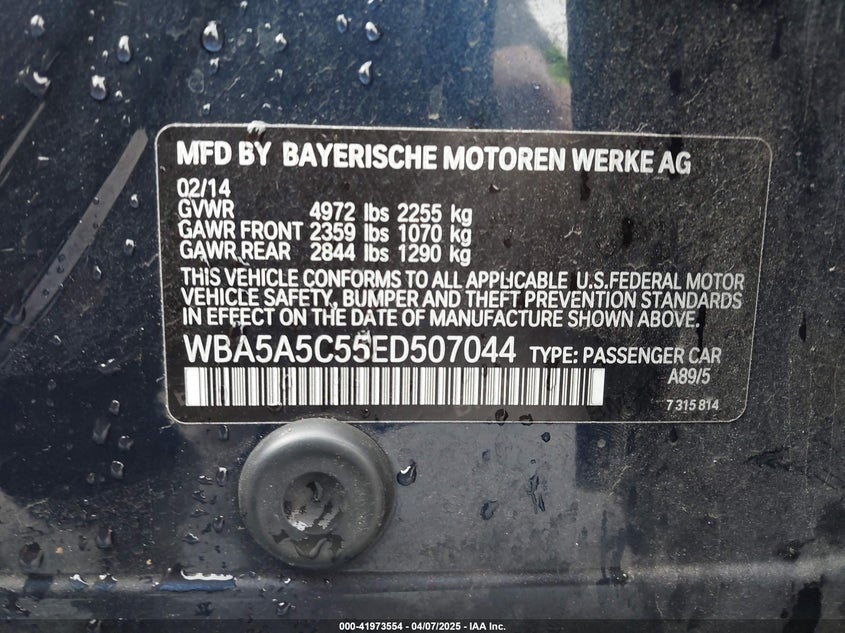 MFD BY BAYERISCHE MOTOREN WERKE AG
02/14
GVWR 4972 lbs 2255 kg
GAWR FRONT 2359 lbs 1070 kg
GAWR REAR 2844 lbs 1290 kg
THIS VEHICLE CONFORMS TO ALL APPLICABLE U.S.FEDERAL MOTOR
VEHICLE SAFETY, BUMPER AND THEFT PREVENTION STANDARDS
IN EFFECT ON THE DATE OF MANUFACTURE SHOWN ABOVE.
WBA5A5C55ED507044 TYPE: PASSENGER CAR
A89/5
7 315 814
000-41973554 - 04/07/2025 - IAA Inc.